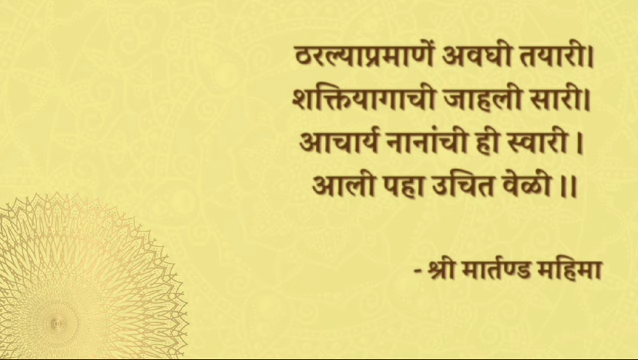 ठरल्याप्रमाणें अवघी तयारी।
शक्तियागाची जाहली सारी।
आचार्य नानांची ही स्वारी ।
आली पहा उचित वेळी ।।
- श्री मार्तण्ड महिमा